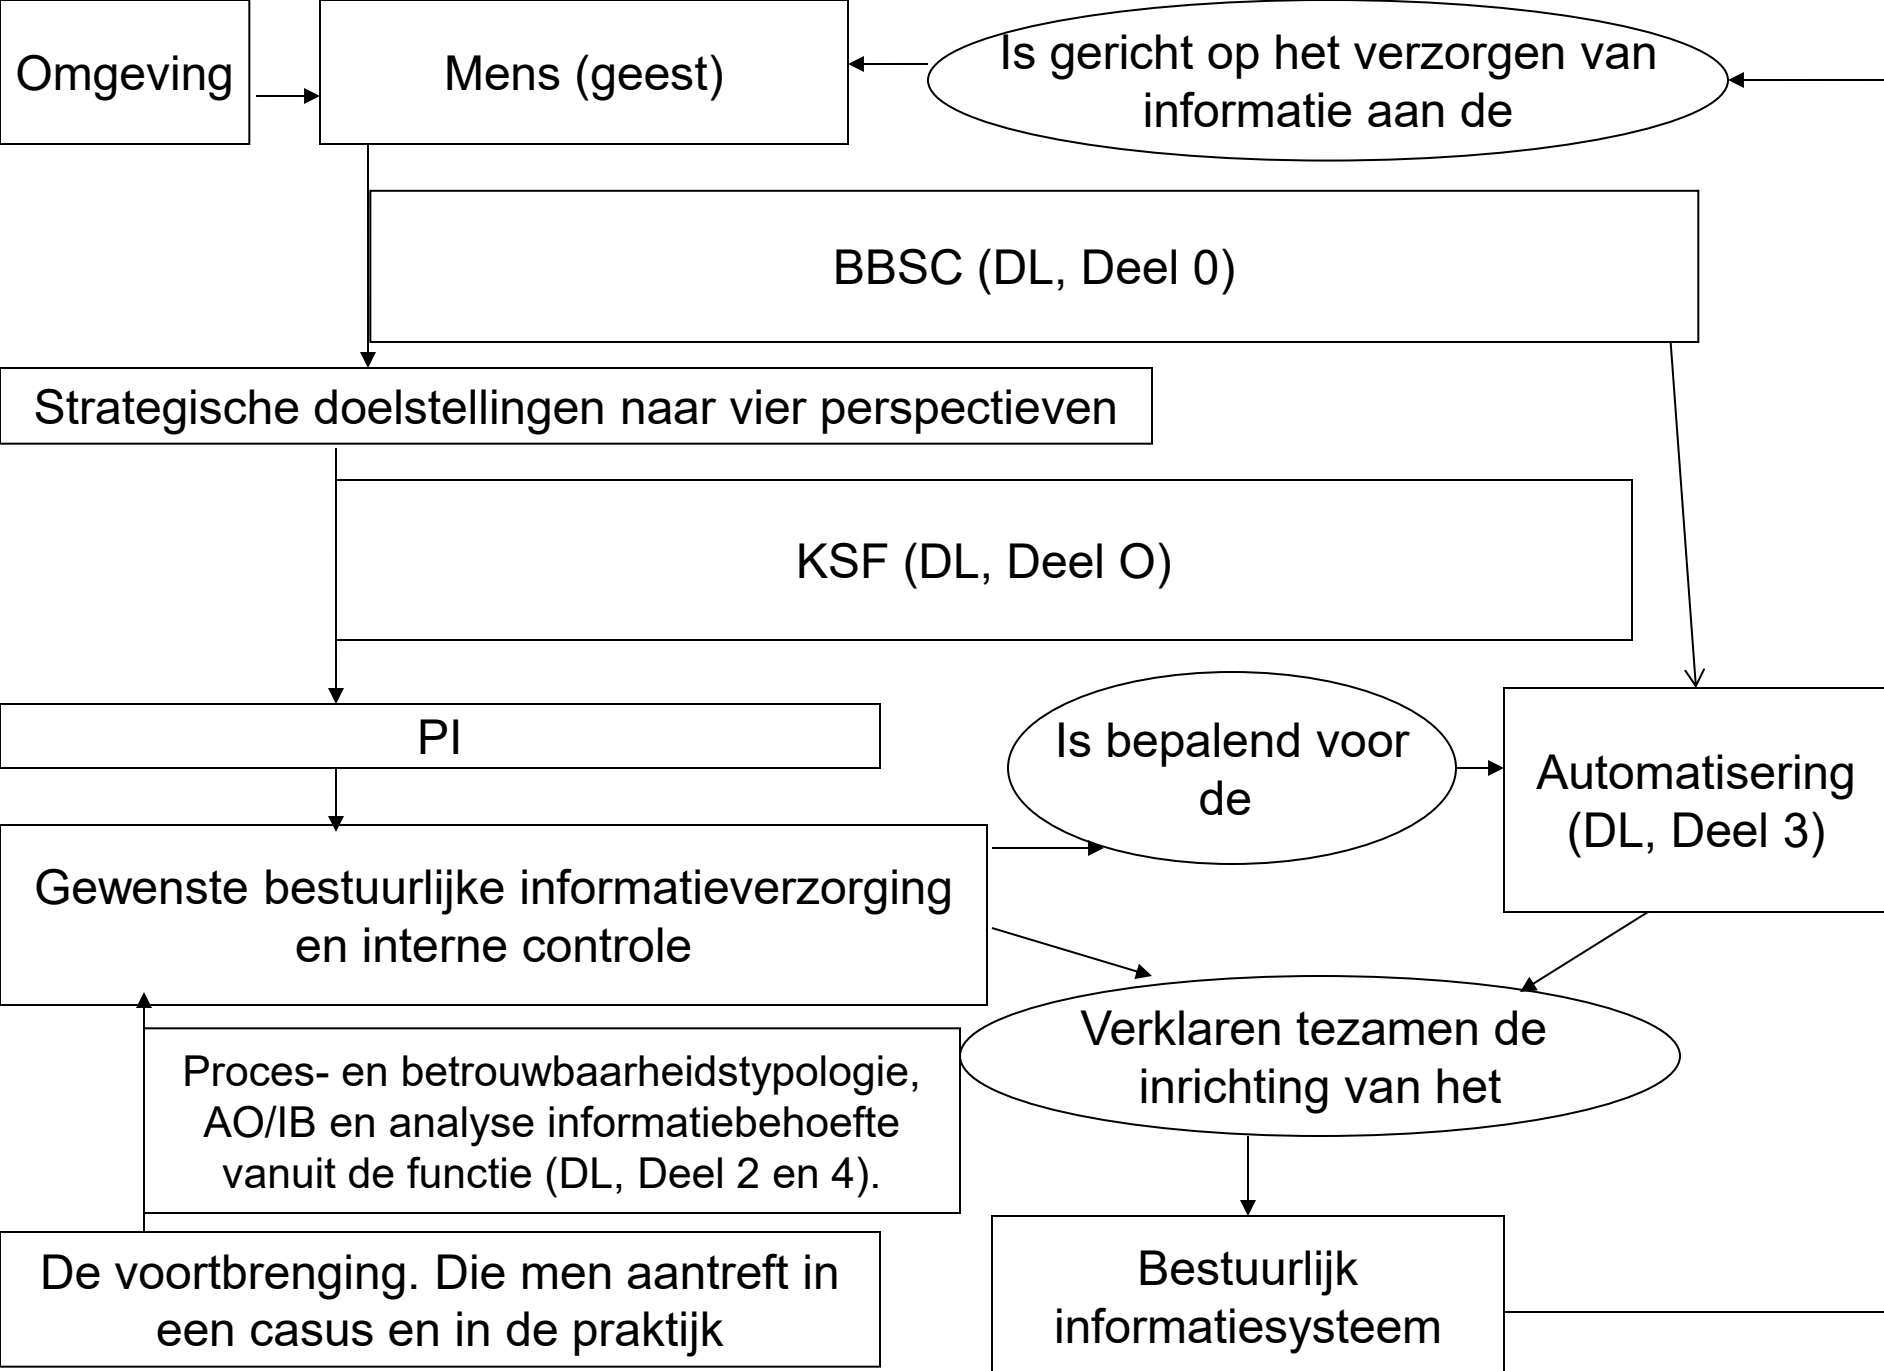 Omgeving
Mens (geest)
Is gericht op het verzorgen van
informatie aan de
BBSC (DL, Deel 0)
Strategische doelstellingen naar vier perspectieven
KSF (DL, Deel O)
PI
Is bepalend voor
de
Automatisering
(DL, Deel 3)
Gewenste bestuurlijke informatieverzorging
en interne controle
Verklaren tezamen de
inrichting van het
Proces- en betrouwbaarheidstypologie,
AO/IB en analyse informatiebehoefte
vanuit de functie (DL, Deel 2 en 4).
De voortbrenging. Die men aantreft in
een casus en in de praktijk
Bestuurlijk
informatiesysteem